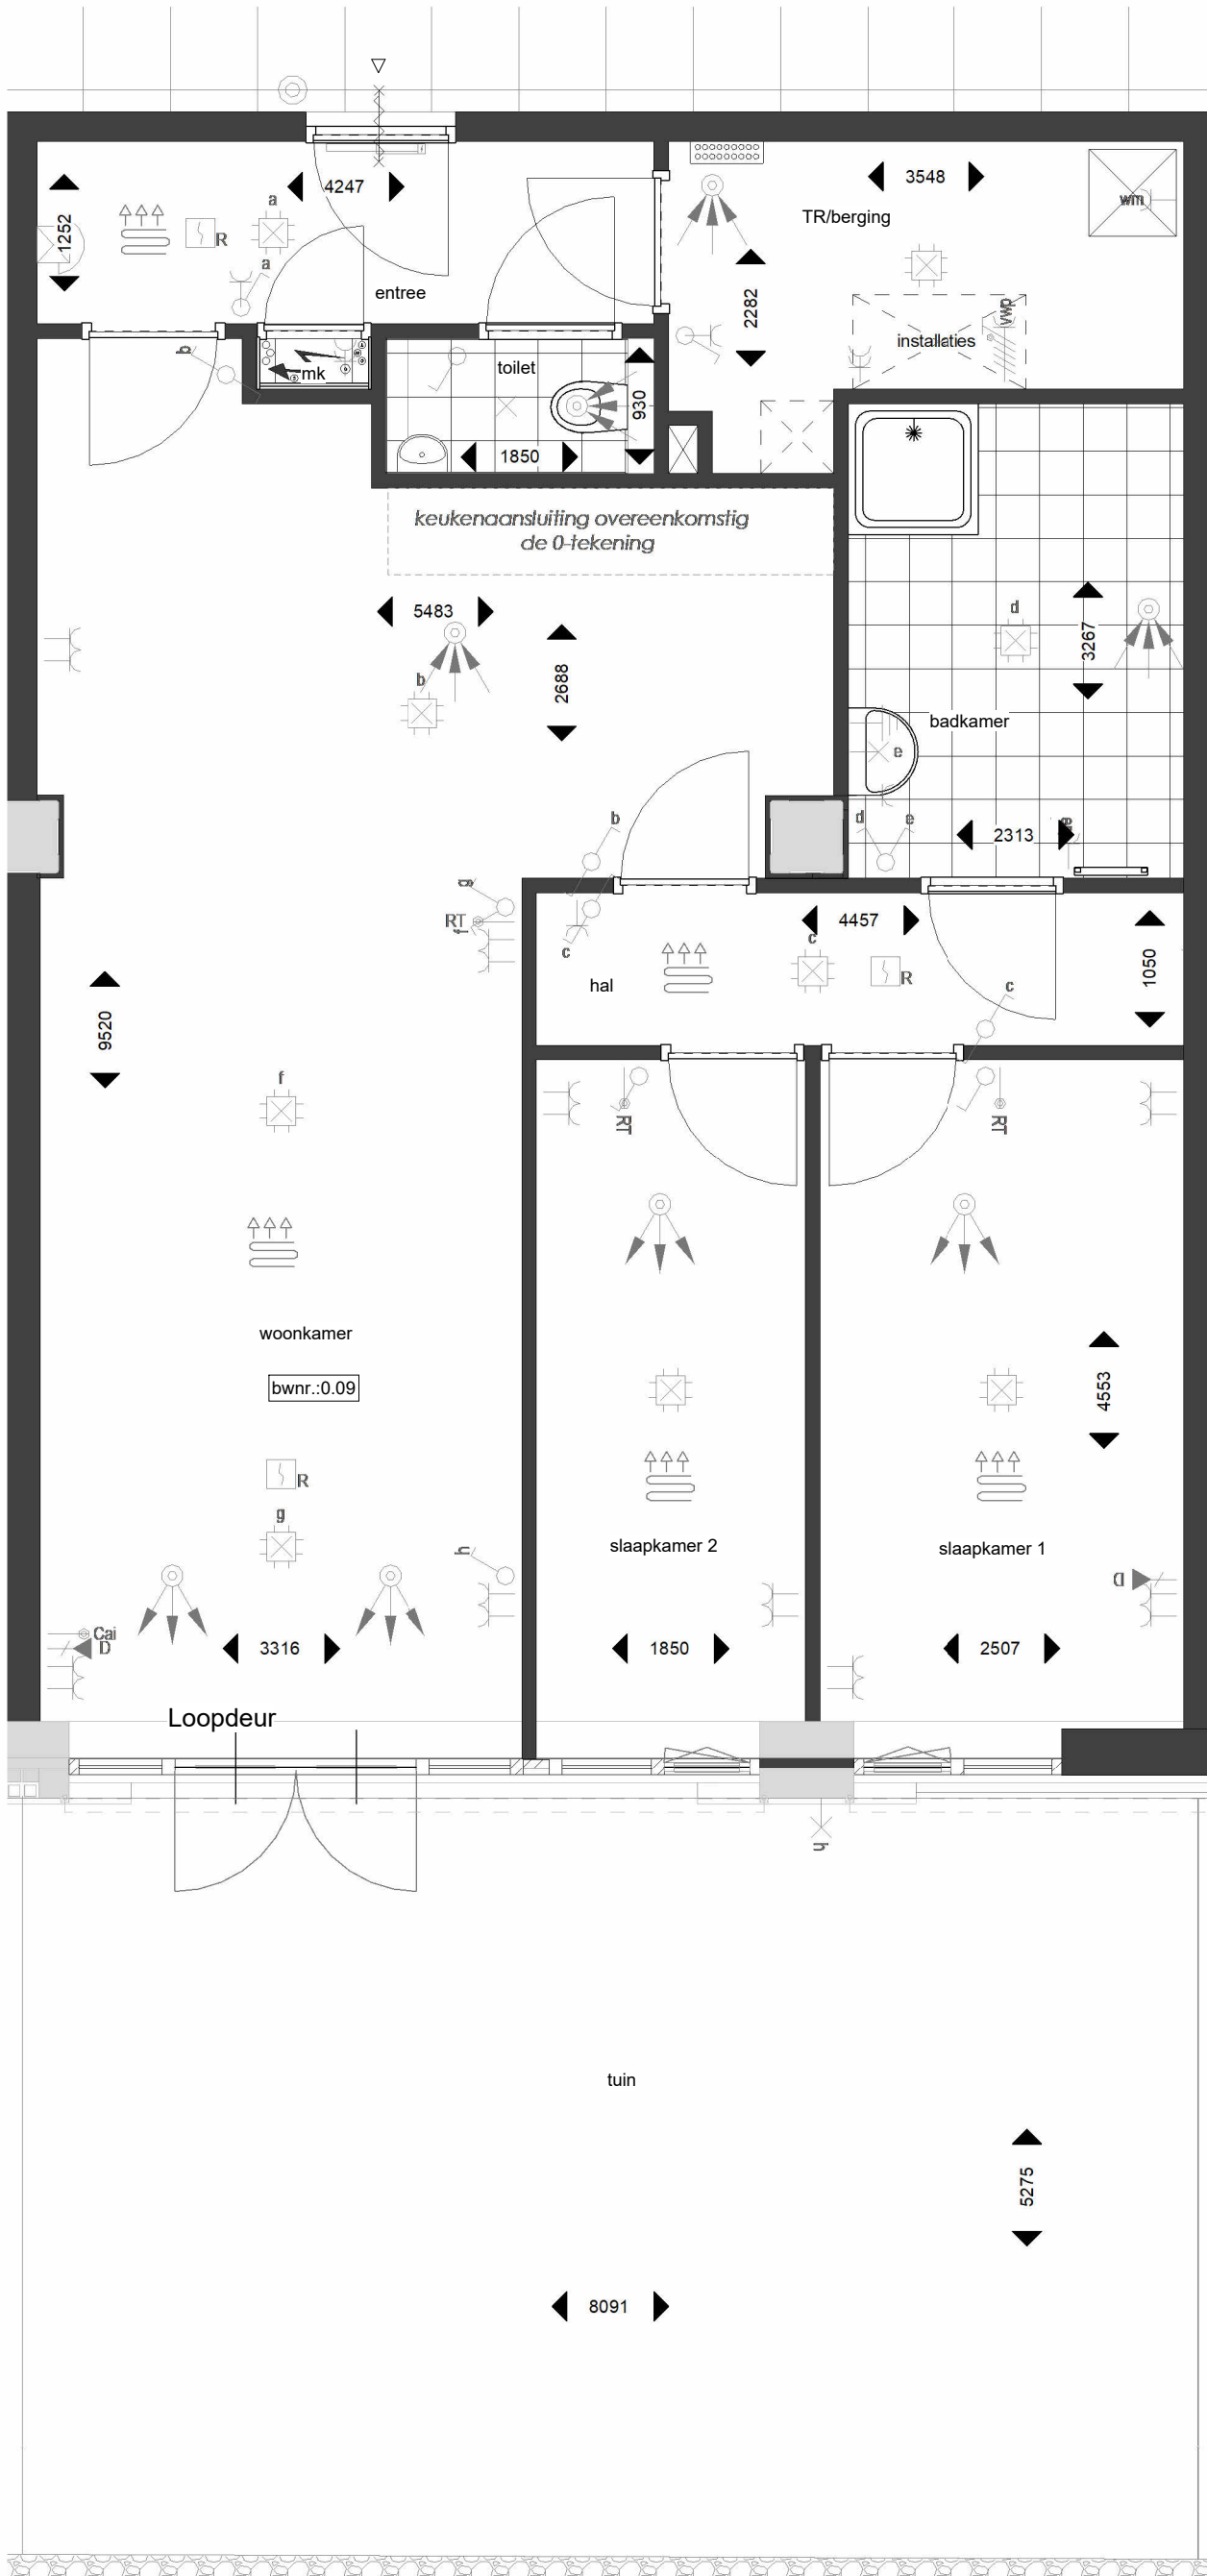 4247
3548
wm
a
1252
R
TR/berging
a
entree
2282
vwp
installaties
b
mk
toilet
930
1850
keukenaansluiting overeenkomstig
de 0-tekening
5483
d
2688
3267
b
badkamer
e
b
d
e
2313
g
RT
f
4457
c
c
hal
R
1050
c
9520
f
RT
RT
woonkamer
4553
bwnr.:0.09
R
g
h
slaapkamer 2
slaapkamer 1
D
Cai
D
3316
1850
2507
Loopdeur
h
tuin
5275
8091